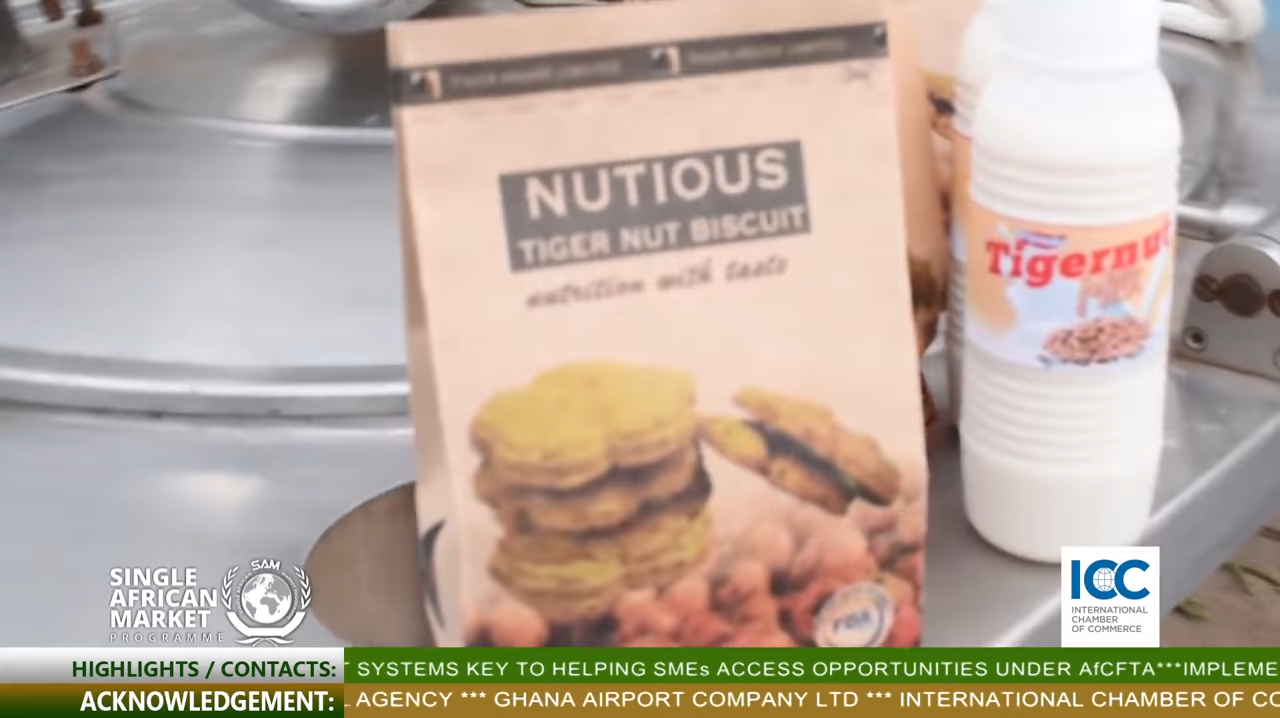 NUTIOUS
TIGER NUT BISCUIT
nutrition with taste
Tigernut
FDA
SINGLE
AFRICAN
MARKET
PROGRAMME
SAM
ICC
INTERNATIONAL
CHAMBER
OF COMMERCE
HIGHLIGHTS / CONTACTS:
SYSTEMS KEY TO HELPING SMEs ACCESS OPPORTUNITIES UNDER AfCFTA***IMPLEME
ACKNOWLEDGEMENT:
AGENCY *** GHANA AIRPORT COMPANY LTD *** INTERNATIONAL CHAMBER OF CO